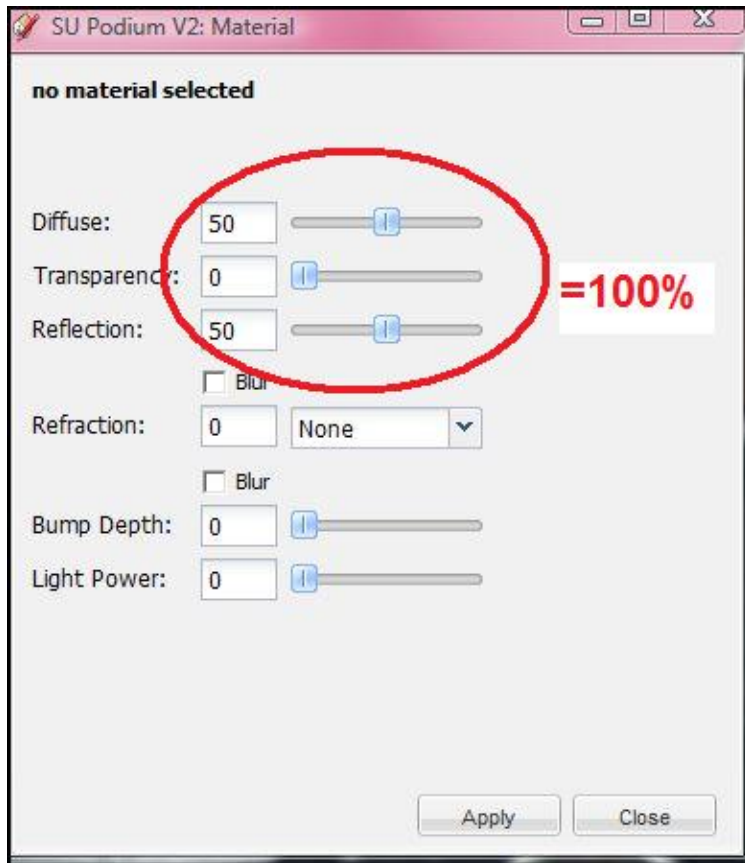 SU Podium V2: Material
no material selected
Diffuse: 50
Transparency: 0
=100%
Reflection: 50
Blur
Refraction: 0 None
Blur
Bump Depth: 0
Light Power: 0
Apply Close